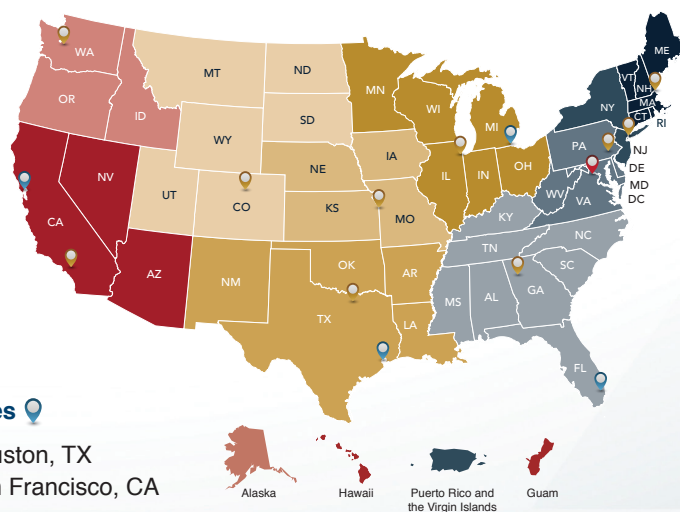 WA
ME
MT
ND
VT
MN
NH
OR
WI
MA
ID
NY
SD
CT
RI
MI
WY
IA
PA
NJ
NE
OH
NV
DE
IL
IN
UT
MD
WV
CO
VA
DC
KS
MO
CA
KY
NC
TN
OK
SC
AZ
AR
NM
MS
AL
GA
TX
LA
FL
TX
Francisco, CA
Alaska
Hawaii
Puerto Rico and
the Virgin Islands
Guam